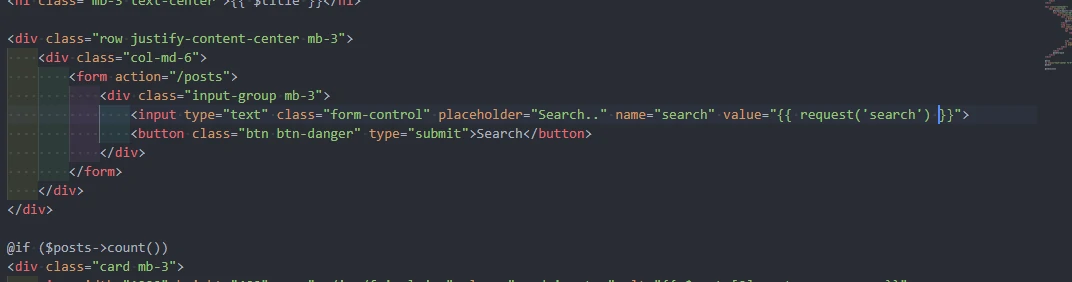 mb-3 text-center">{{ $title }}</h1>
<div class="row justify-content-center mb-3">
<div class="col-md-6">
<form action="/posts">
<div class="input-group mb-3">
<input type="text" class="form-control" placeholder="Search.." name="search" value="{{ request('search') }}">
<button class="btn btn-danger" type="submit">Search</button>
</div>
</form>
</div>
</div>
@if ($posts->count())
<div class="card mb-3">